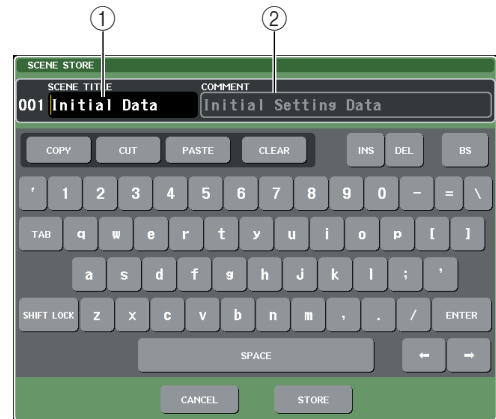 ① ②
SCENE STORE
SCENE TITLE COMMENT
001 Initial Data Initial Setting Data
COPY CUT PASTE CLEAR INS DEL BS
' 1 2 3 4 5 6 7 8 9 0 - = \
TAB q w e r t y u i o p [ ]
a s d f g h j k l ; '
SHIFT LOCK z x c v b n m , . / ENTER
SPACE ← →
CANCEL STORE